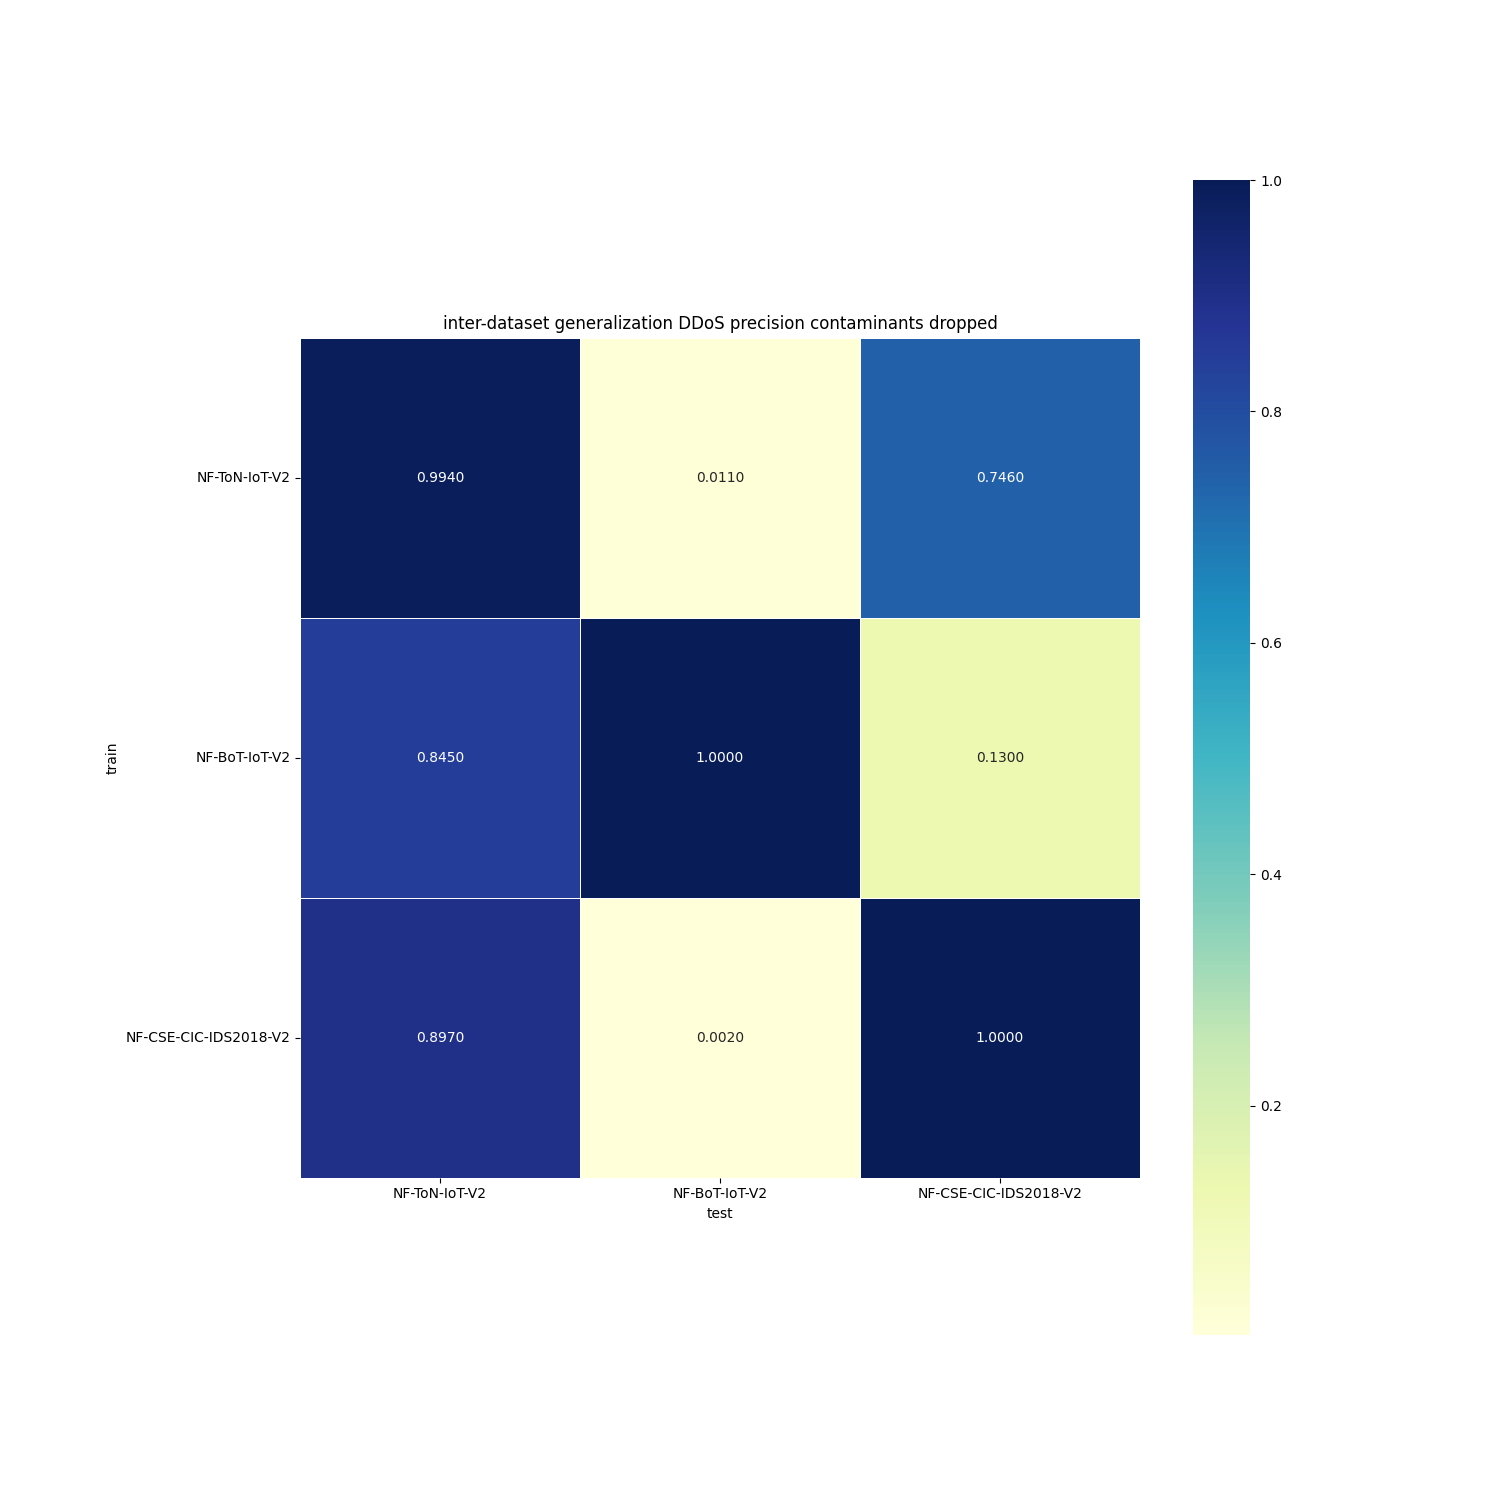 inter-dataset generalization DDoS precision contaminants dropped
train
NF-ToN-IoT-V2
0.9940
0.0110
0.7460
NF-BoT-IoT-V2
0.8450
1.0000
0.1300
NF-CSE-CIC-IDS2018-V2
0.8970
0.0020
1.0000
NF-ToN-IoT-V2
NF-BoT-IoT-V2
NF-CSE-CIC-IDS2018-V2
test
1.0
0.8
0.6
0.4
0.2